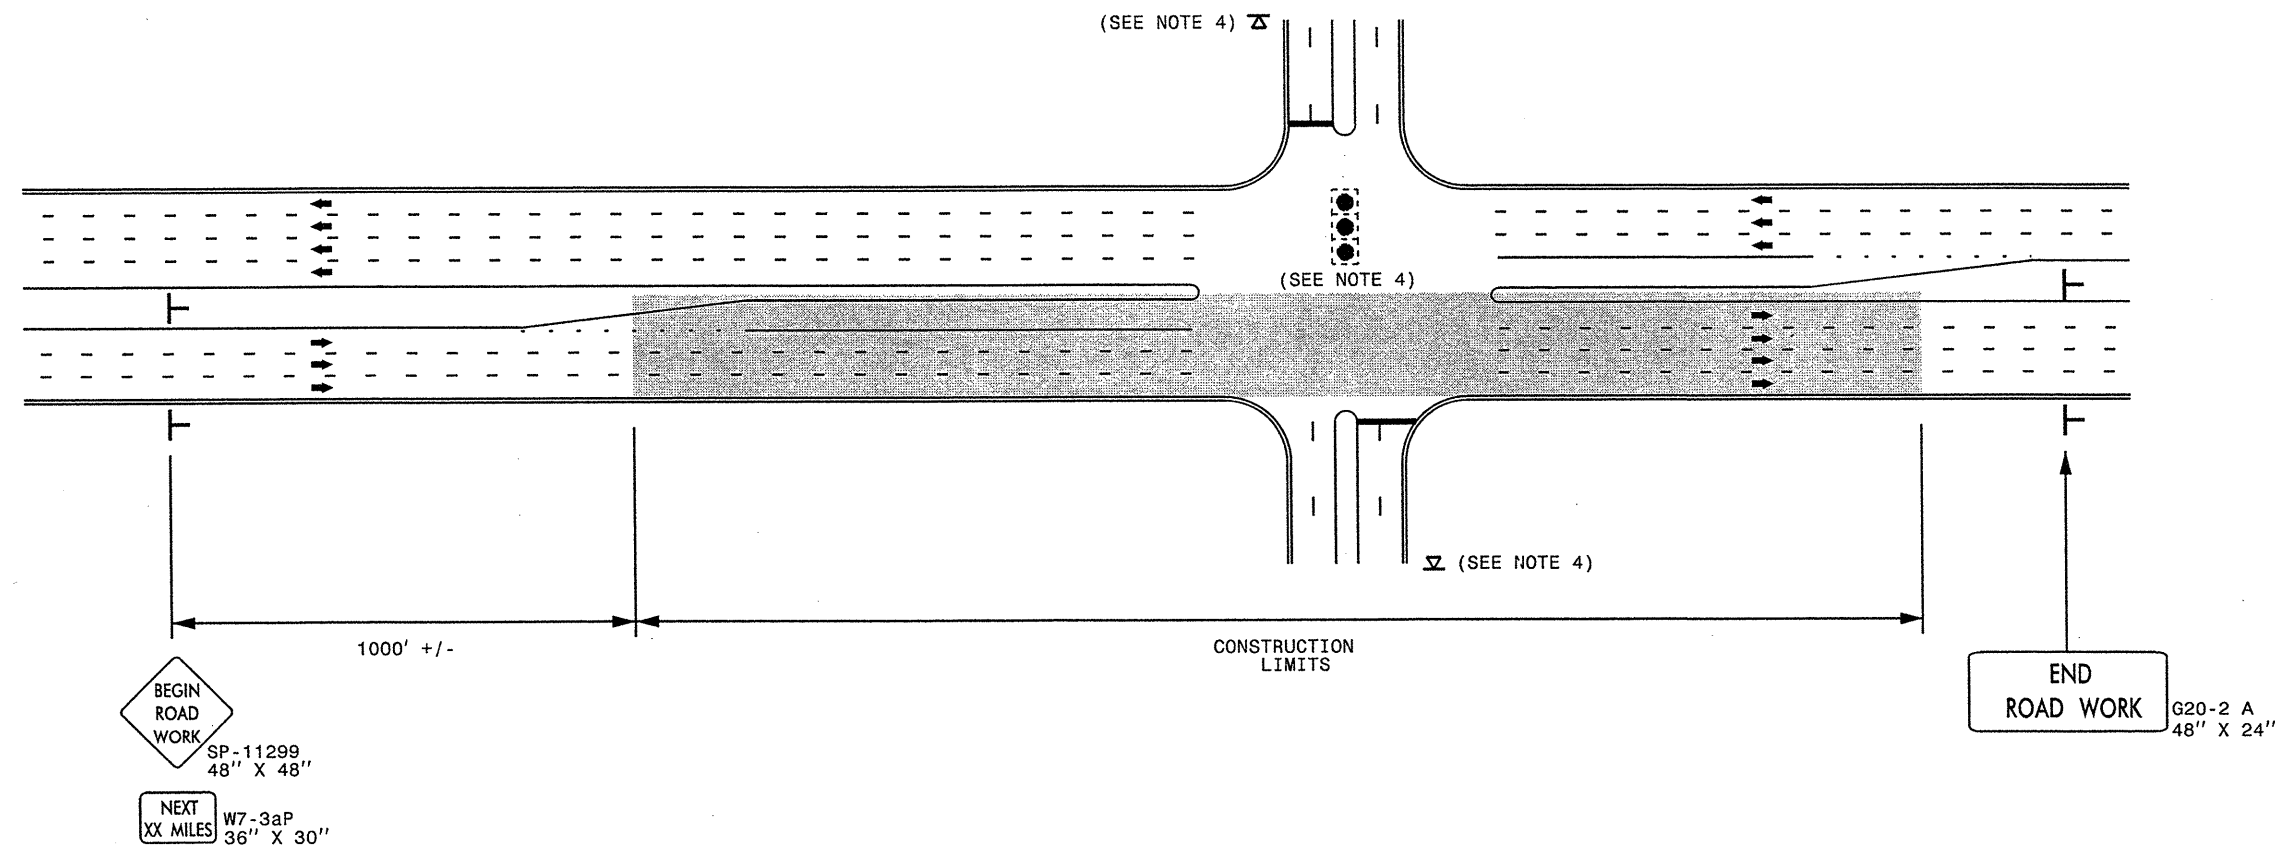 (SEE NOTE 4)
(SEE NOTE 4)
(SEE NOTE 4)
1000' +/-
CONSTRUCTION
LIMITS
BEGIN
ROAD
WORK
SP-11299
48" X 48"
NEXT
XX MILES
W7-3aP
36" X 30"
END
ROAD WORK
G20-2 A
48" X 24"